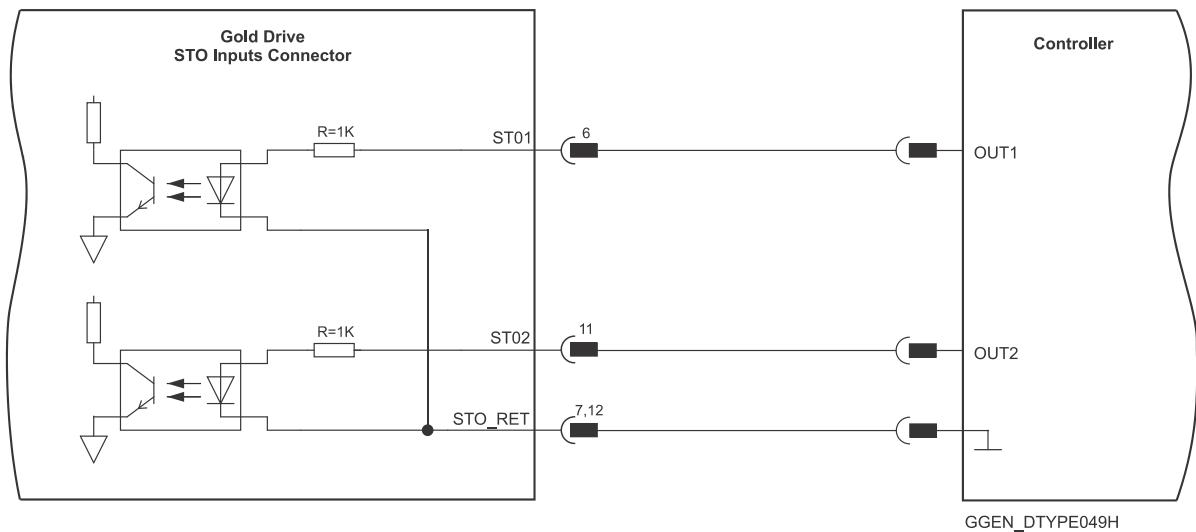 Gold Drive
STO Inputs Connector
Controller
R=1K
ST01
6
OUT1
R=1K
ST02
11
OUT2
STO_RET
7,12
GGEN_DTYPE049H